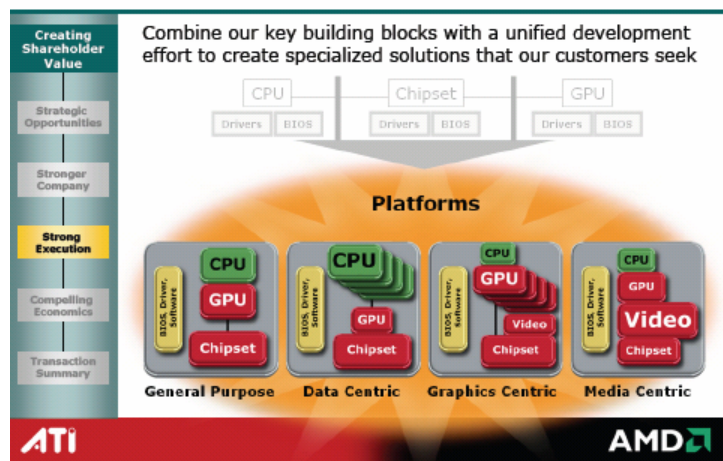 Creating
Shareholder
Value
Strategic
Opportunities
Stronger
Company
Strong
Execution
Compelling
Economics
Transaction
Summary
Combine our key building blocks with a unified development
effort to create specialized solutions that our customers seek
CPU
Chipset
GPU
Drivers BIOS
Drivers BIOS
Drivers BIOS
Platforms
BIOS, Driver,
Software
CPU
GPU
Chipset
General Purpose
BIOS, Driver,
Software
CPU
GPU
Chipset
Data Centric
BIOS, Driver,
Software
CPU
GPU
Video
Chipset
Graphics Centric
BIOS, Driver,
Software
CPU
GPU
Video
Chipset
Media Centric
ATI
AMD